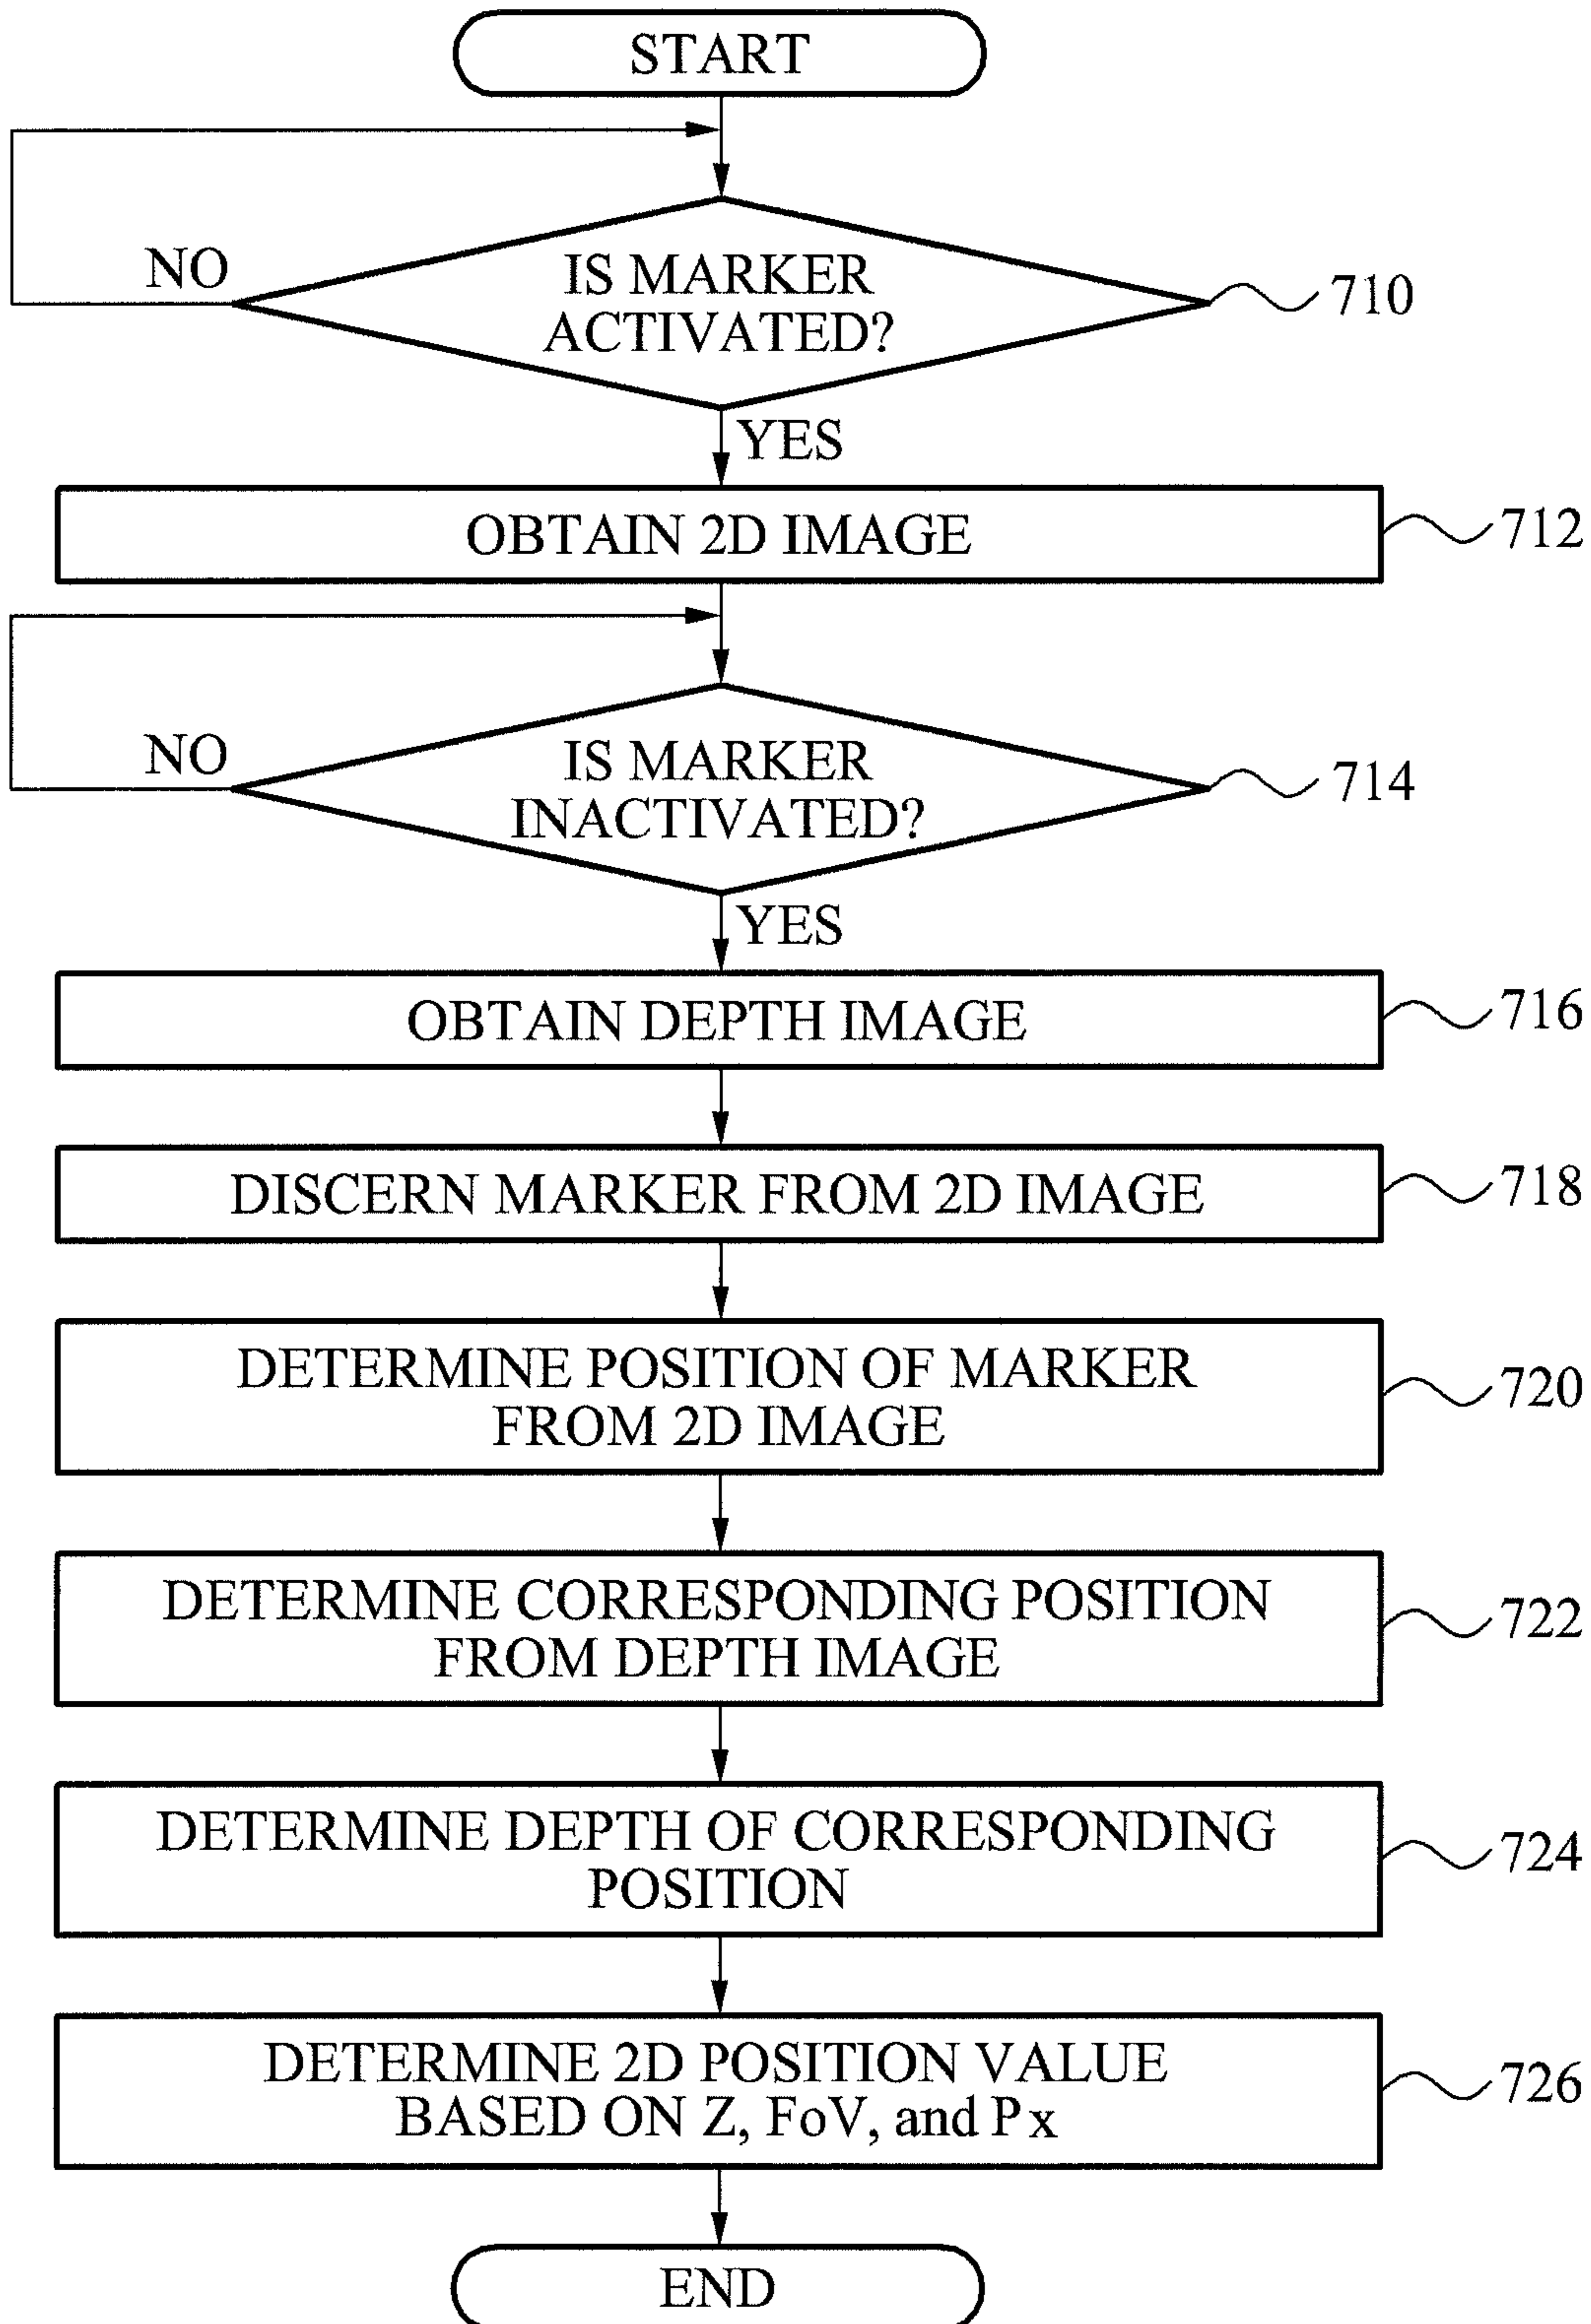 START
NO
IS MARKER
ACTIVATED?
710
YES
OBTAIN 2D IMAGE
712
NO
IS MARKER
INACTIVATED?
714
YES
OBTAIN DEPTH IMAGE
716
DISCERN MARKER FROM 2D IMAGE
718
DETERMINE POSITION OF MARKER
FROM 2D IMAGE
720
DETERMINE CORRESPONDING POSITION
FROM DEPTH IMAGE
722
DETERMINE DEPTH OF CORRESPONDING
POSITION
724
DETERMINE 2D POSITION VALUE
BASED ON Z, FoV, and Px
726
END